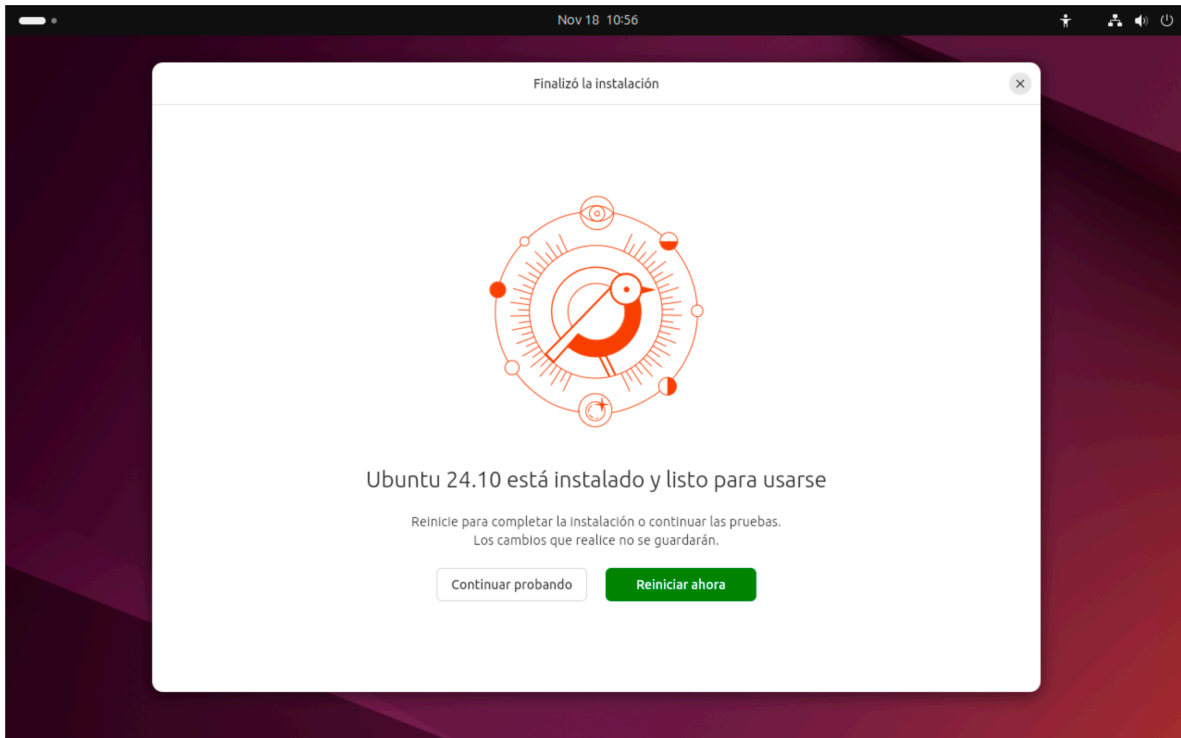 Nov 18 10:56
Finalizó la instalación
Ubuntu 24.10 está instalado y listo para usarse
Reinicie para completar la instalación o continuar las pruebas.
Los cambios que realice no se guardarán.
Continuar probando
Reiniciar ahora